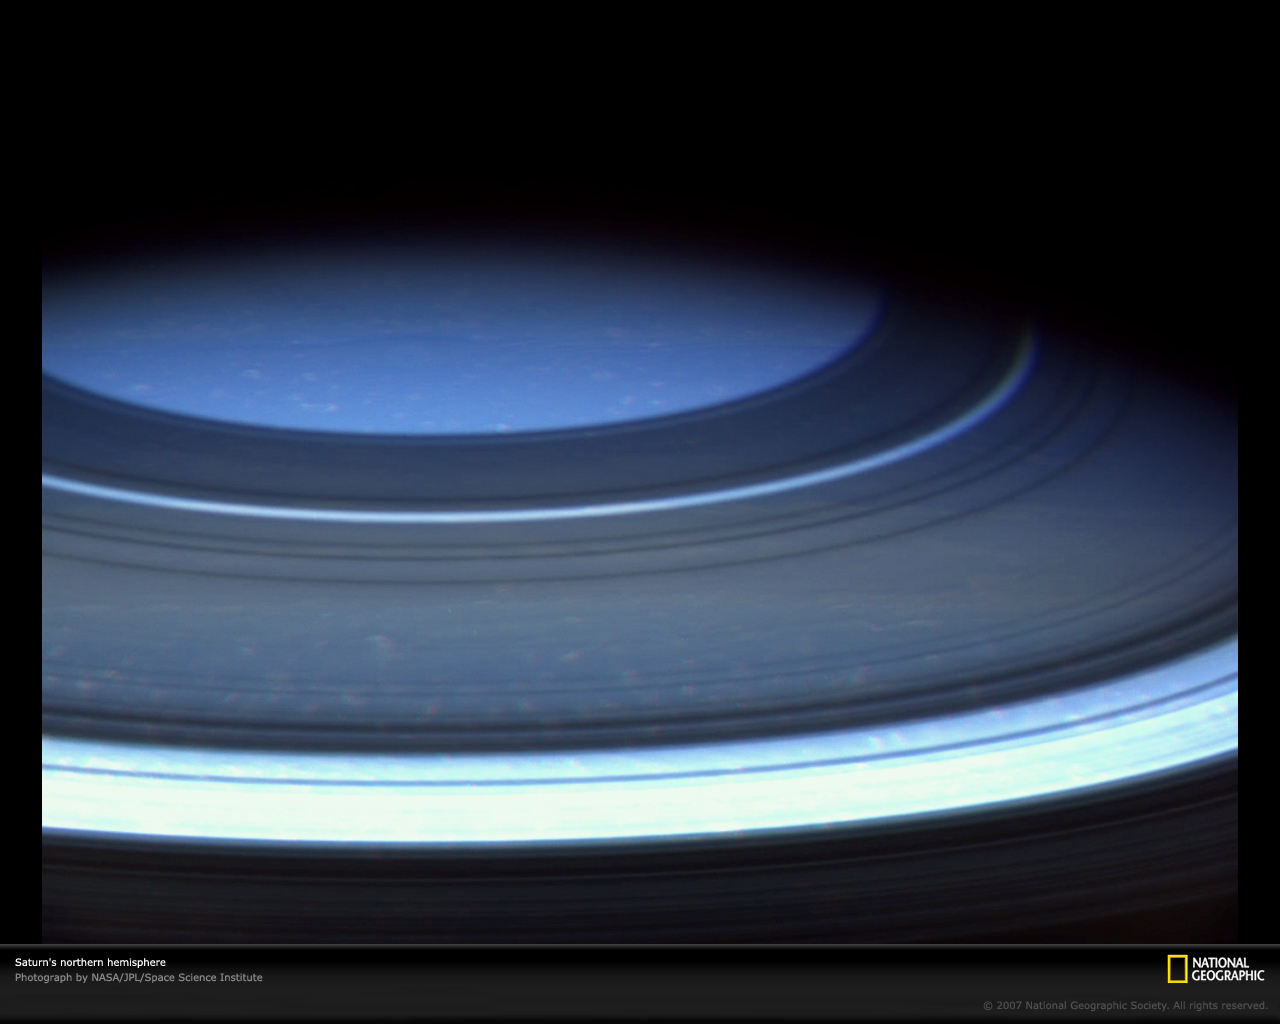 Saturn's northern hemisphere
Photograph by NASA/JPL/Space Science Institute
NATIONAL
GEOGRAPHIC
© 2007 National Geographic Society. All rights reserved.